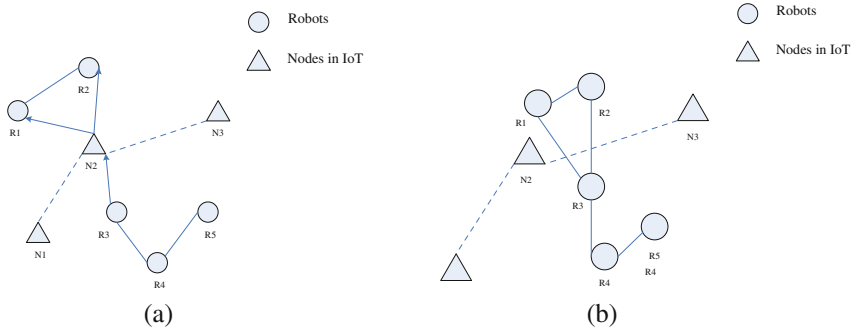 Robots
Nodes in IoT
R2
R1
N3
N2
R3
R5
N1
R4
(a)
Robots
Nodes in IoT
R1
R2
N3
N2
R3
R5
R4
R4
(b)